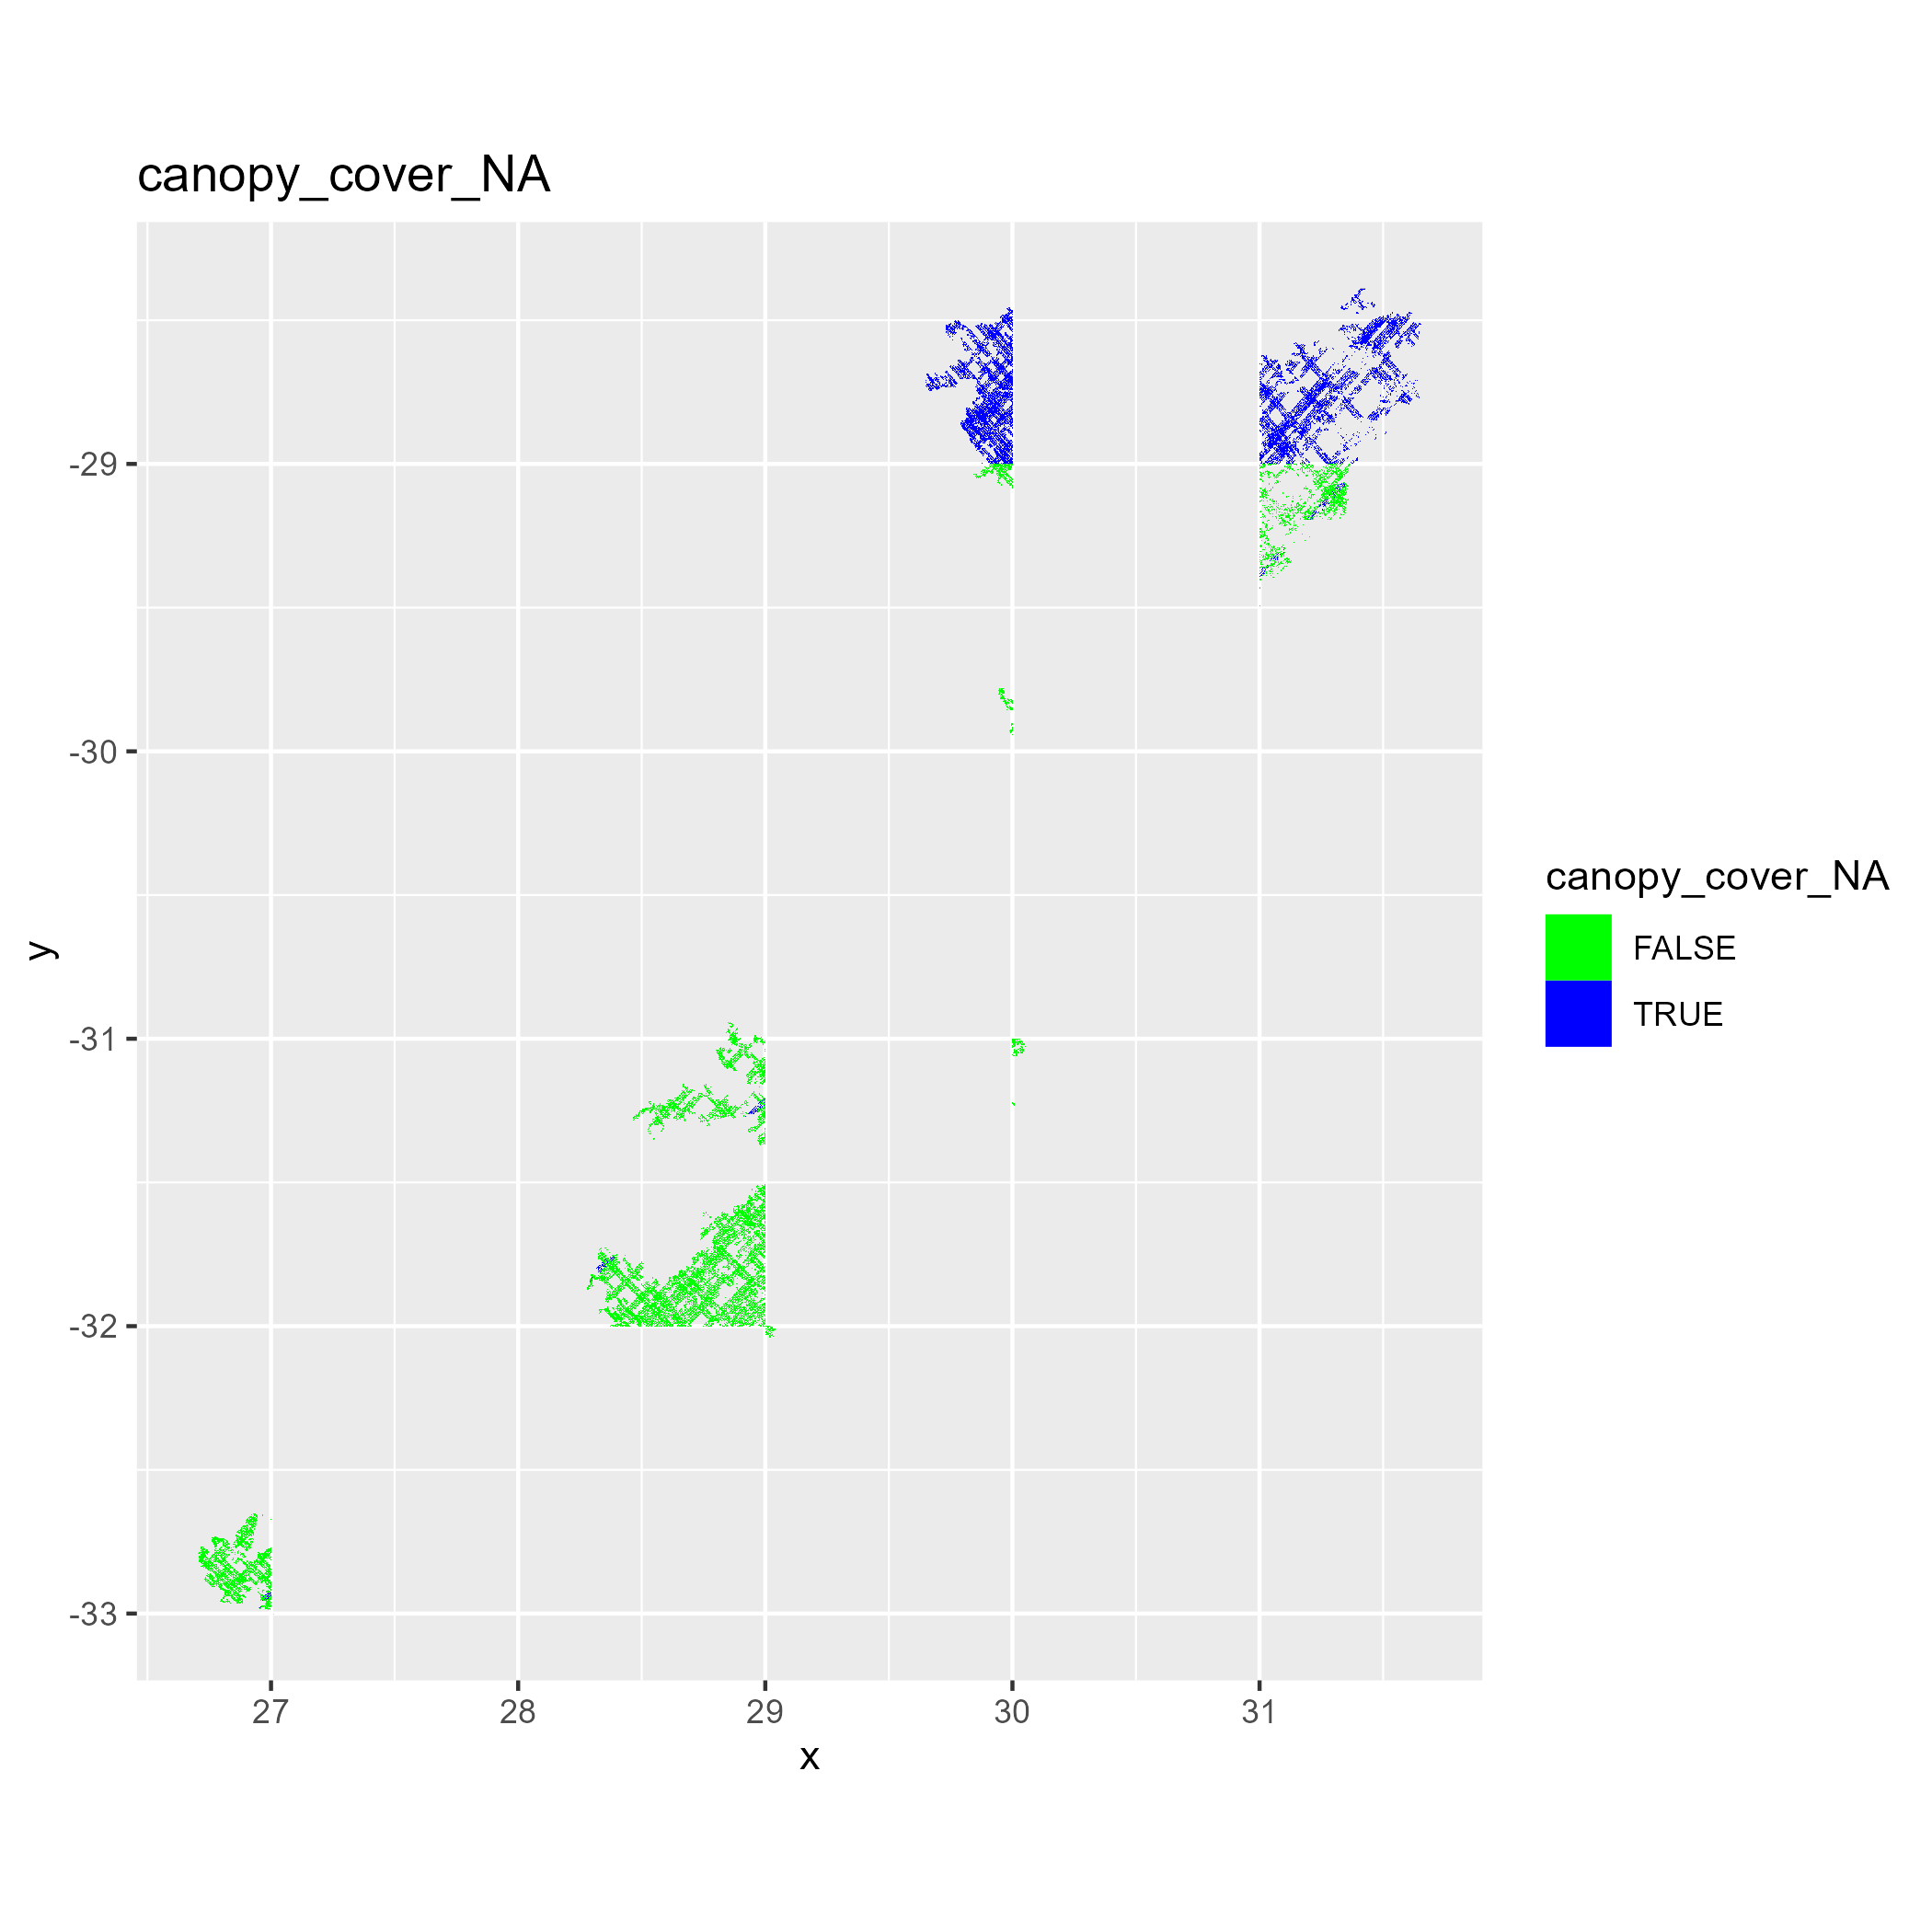 canopy_cover_NA
-29
-30
-31
-32
-33
y
27 28 29 30 31
x
canopy_cover_NA
FALSE
TRUE